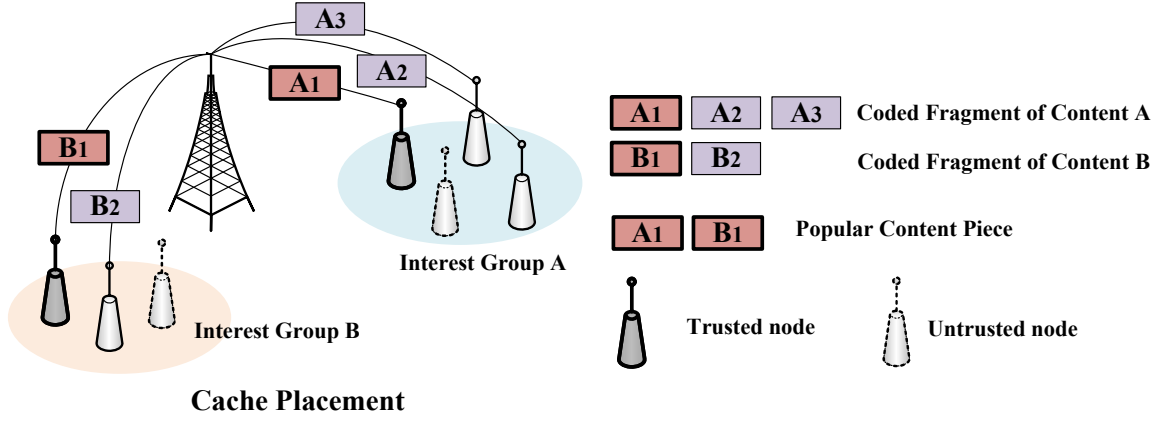 A3
A2
A1
B1
B2
Interest Group A
Interest Group B
Cache Placement
A1 A2 A3 Coded Fragment of Content A
B1 B2 Coded Fragment of Content B
A1 B1 Popular Content Piece
Trusted node Untrusted node